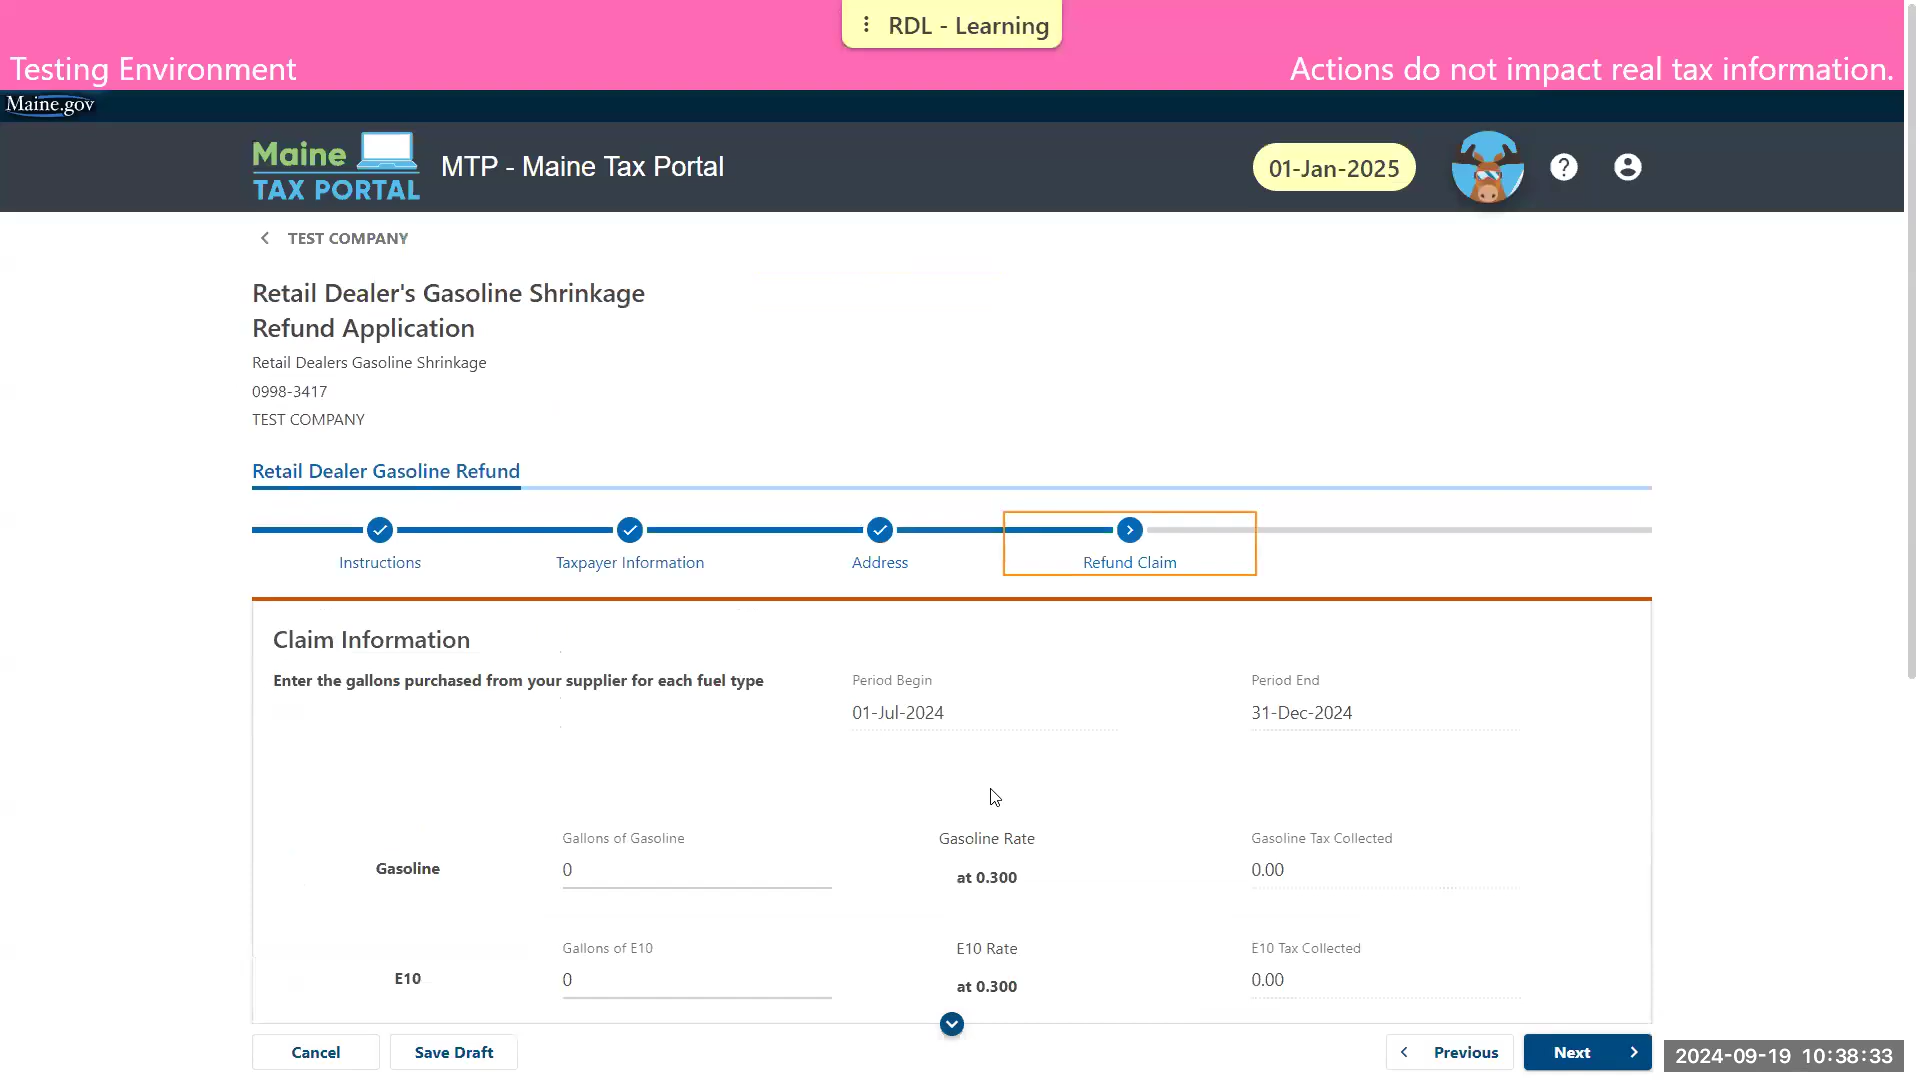 RDL - Learning
Testing Environment
Actions do not impact real tax information.
Maine.gov
Maine
TAX PORTAL
MTP - Maine Tax Portal
01-Jan-2025
?
TEST COMPANY
Retail Dealer's Gasoline Shrinkage
Refund Application
Retail Dealers Gasoline Shrinkage
0998-3417
TEST COMPANY
Retail Dealer Gasoline Refund
Instructions
Taxpayer Information
Address
Refund Claim
Claim Information
Enter the gallons purchased from your supplier for each fuel type
Period Begin
01-Jul-2024
Period End
31-Dec-2024
Gasoline
Gallons of Gasoline
0
Gasoline Rate
at 0.300
Gasoline Tax Collected
0.00
E10
Gallons of E10
0
E10 Rate
at 0.300
E10 Tax Collected
0.00
Cancel
Save Draft
Previous
Next
2024-09-19 10:38:33